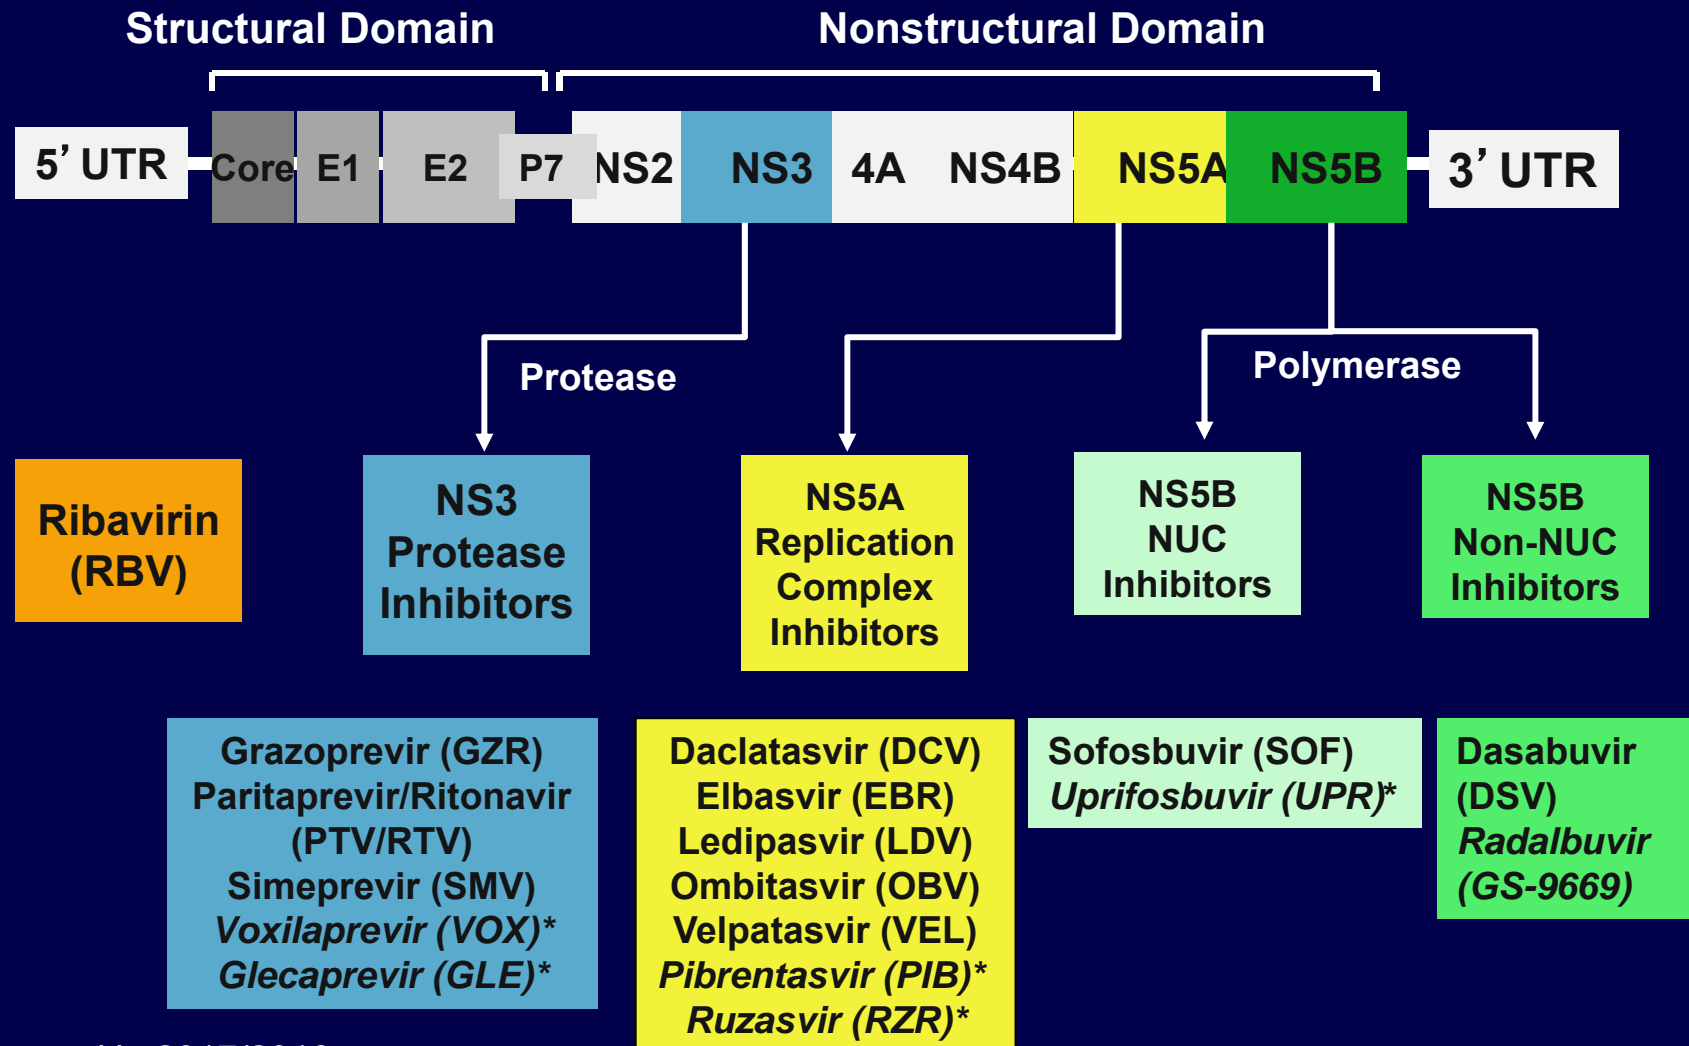 Structural Domain
Nonstructural Domain
5’ UTR
Core
E1
E2
P7
NS2
NS3
4A
NS4B
NS5A
NS5B
3’ UTR
Protease
Polymerase
Ribavirin
(RBV)
NS3
Protease
Inhibitors
NS5A
Replication
Complex
Inhibitors
NS5B
NUC
Inhibitors
NS5B
Non-NUC
Inhibitors
Grazoprevir (GZR)
Paritaprevir/Ritonavir
(PTV/RTV)
Simeprevir (SMV)
Voxilaprevir (VOX)*
Glecaprevir (GLE)*
Daclatasvir (DCV)
Elbasvir (EBR)
Ledipasvir (LDV)
Ombitasvir (OBV)
Velpatasvir (VEL)
Pibrentasvir (PIB)*
Ruzasvir (RZR)*
Sofosbuvir (SOF)
Uprifosbuvir (UPR)*
Dasabuvir
(DSV)
Radalbuvir
(GS-9669)